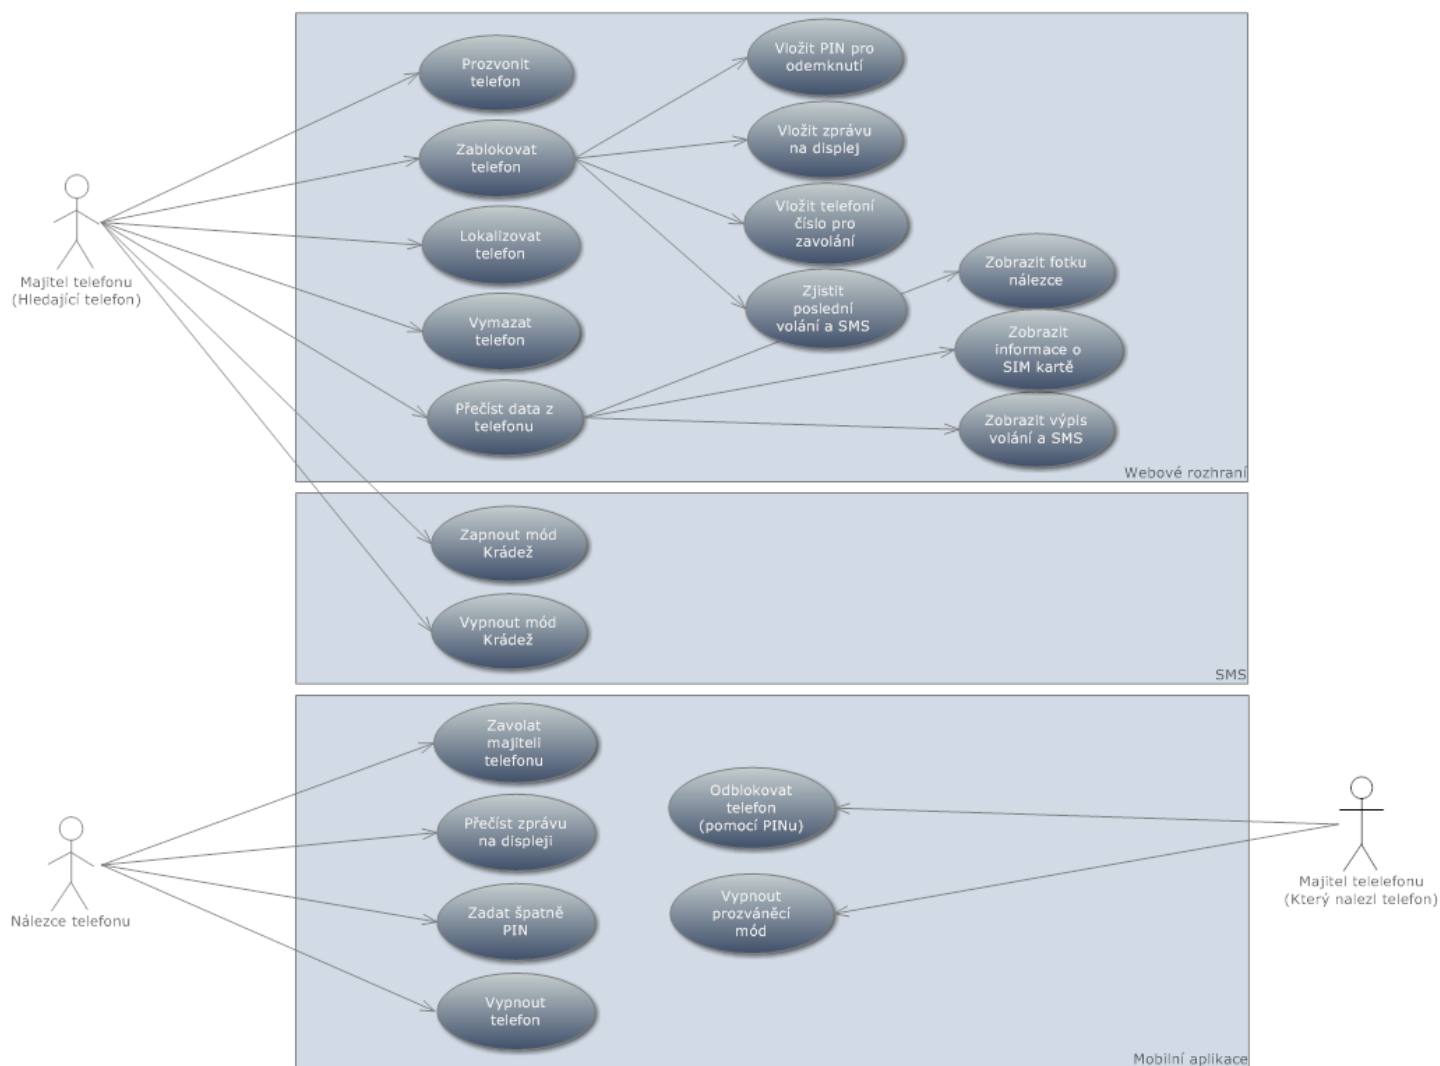 Prozvonit
telefon
Vložit PIN pro
odemknutí
Zablokovat
telefon
Vložit zprávu
na displej
Lokalizovat
telefon
Vložit telefoní
číslo pro
zavolání
Majitel telefonu
(Hledající telefon)
Zjistit
poslední
volání a SMS
Zobrazit fotku
nálezce
Vymazat
telefon
Zobrazit
informace o
SIM kartě
Přečíst data z
telefonu
Zobrazit výpis
volání a SMS
Webové rozhraní
Zapnout mód
Krádež
Vypnout mód
Krádež
SMS
Zavolat
majiteli
telefonu
Přečíst zprávu
na displeji
Zadat špatně
PIN
Vypnout
telefon
Nálezce telefonu
Odblokovat
telefon
(pomocí PINu)
Vypnout
prozváněcí
mód
Majitel telelefonu
(Který nalezl telefon)
Mobilní aplikace